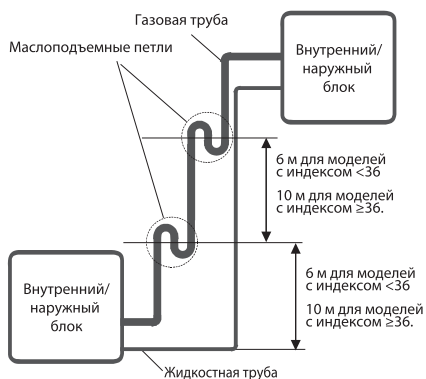 Газовая труба
Маслоподъемные петли
Внутренний/
наружный
блок
6 м для моделей
с индексом <36
10 м для моделей
с индексом ≥36.
6 м для моделей
с индексом <36
10 м для моделей
с индексом ≥36.
Внутренний/
наружный
блок
Жидкостная труба